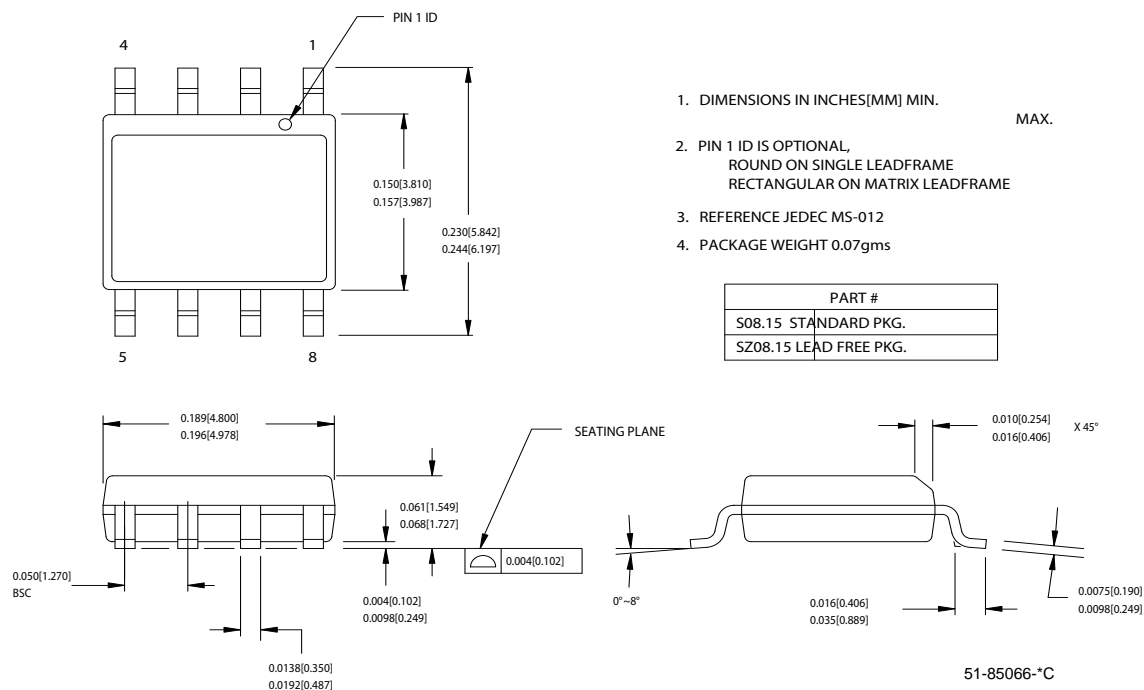 PIN 1 ID
4
1
1. DIMENSIONS IN INCHES[MM] MIN.
MAX.
2. PIN 1 ID IS OPTIONAL,
ROUND ON SINGLE LEADFRAME
RECTANGULAR ON MATRIX LEADFRAME
3. REFERENCE JEDEC MS-012
4. PACKAGE WEIGHT 0.07gms
0.150[3.810]
0.157[3.987]
0.230[5.842]
0.244[6.197]
PART #
S08.15 STANDARD PKG.
SZ08.15 LEAD FREE PKG.
5
8
0.189[4.800]
0.196[4.978]
SEATING PLANE
0.010[0.254]
0.016[0.406]
X 45°
0.061[1.549]
0.068[1.727]
0.004[0.102]
0.050[1.270]
BSC
0.004[0.102]
0.0098[0.249]
0°~8°
0.016[0.406]
0.035[0.889]
0.0075[0.190]
0.0098[0.249]
0.0138[0.350]
0.0192[0.487]
51-85066-*C